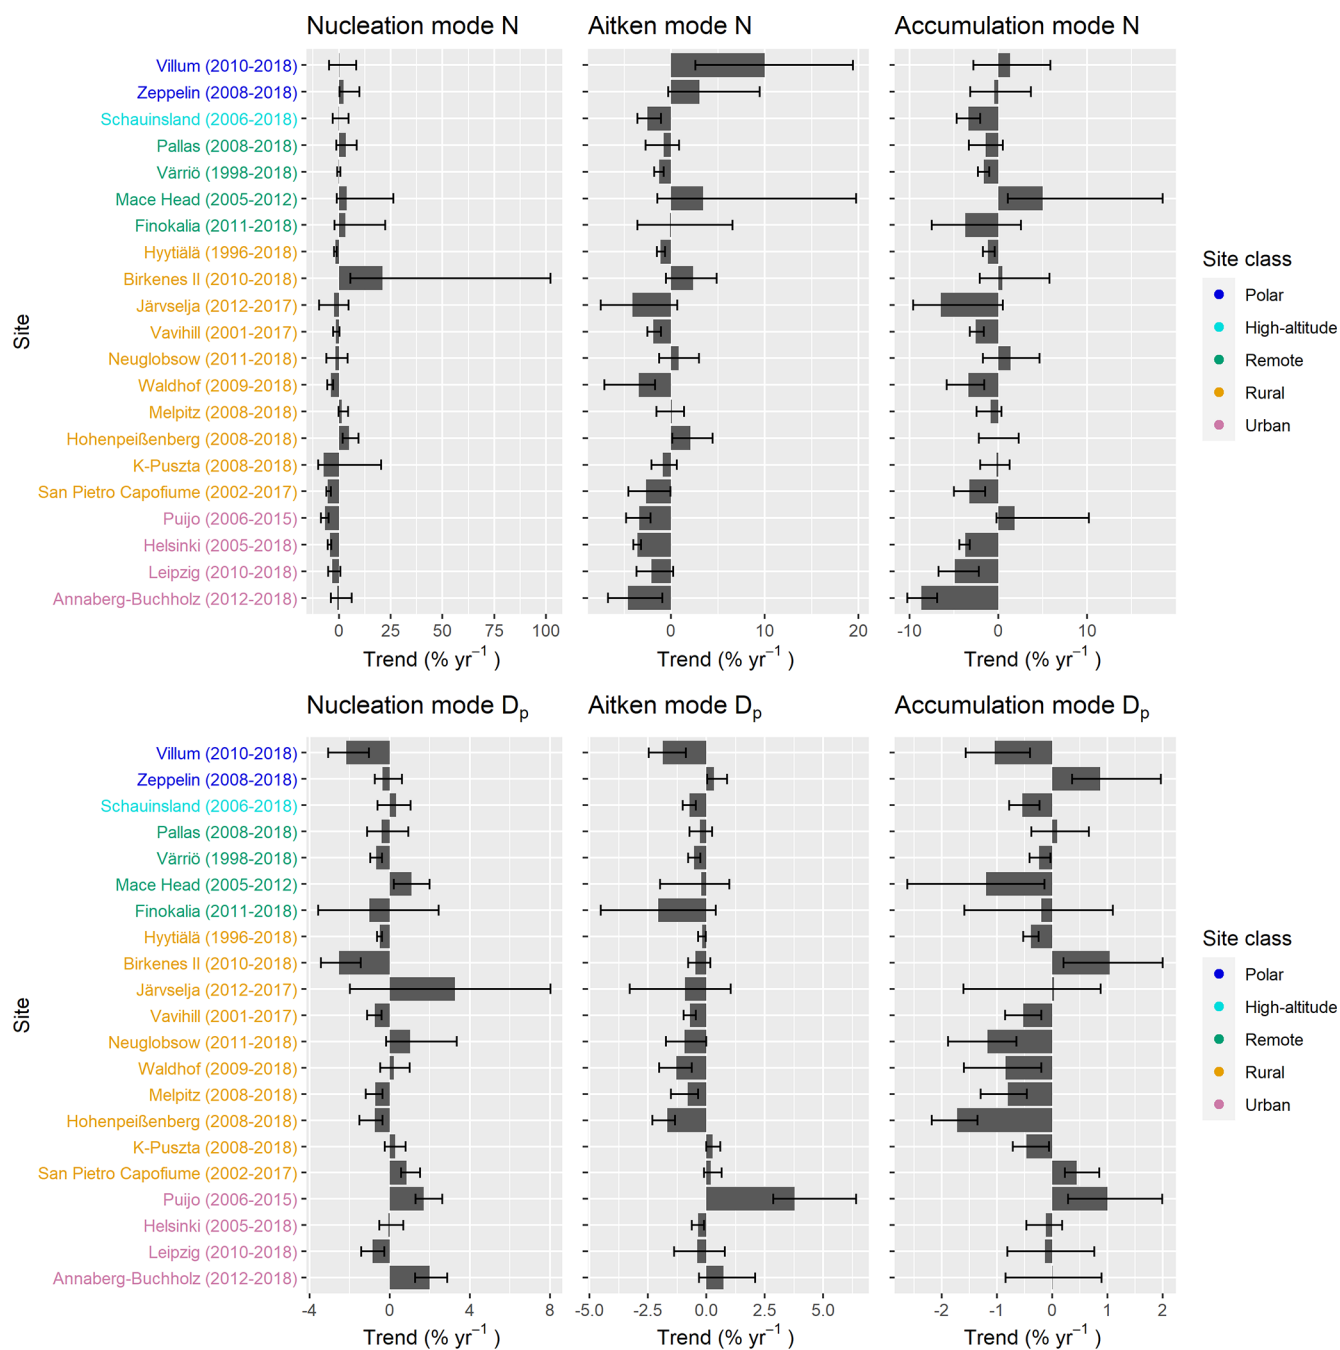 Nucleation mode N
Aitken mode N
Accumulation mode N
Site
Villum (2010-2018)
Zeppelin (2008-2018)
Schauinsland (2006-2018)
Pallas (2008-2018)
Värriö (1998-2018)
Mace Head (2005-2012)
Finokalia (2011-2018)
Hyytiälä (1996-2018)
Birkenes II (2010-2018)
Järvselja (2012-2017)
Vavihill (2001-2017)
Neuglobsow (2011-2018)
Waldhof (2009-2018)
Melpitz (2008-2018)
Hohenpeißenberg (2008-2018)
K-Puszta (2008-2018)
San Pietro Capofiume (2002-2017)
Puijo (2006-2015)
Helsinki (2005-2018)
Leipzig (2010-2018)
Annaberg-Buchholz (2012-2018)
0 25 50 75 100
0 10 20
-10 0 10
Trend (% yr⁻¹ )
Trend (% yr⁻¹ )
Trend (% yr⁻¹ )
Site class
Polar
High-altitude
Remote
Rural
Urban
Nucleation mode Dₚ
Aitken mode Dₚ
Accumulation mode Dₚ
Site
Villum (2010-2018)
Zeppelin (2008-2018)
Schauinsland (2006-2018)
Pallas (2008-2018)
Värriö (1998-2018)
Mace Head (2005-2012)
Finokalia (2011-2018)
Hyytiälä (1996-2018)
Birkenes II (2010-2018)
Järvselja (2012-2017)
Vavihill (2001-2017)
Neuglobsow (2011-2018)
Waldhof (2009-2018)
Melpitz (2008-2018)
Hohenpeißenberg (2008-2018)
K-Puszta (2008-2018)
San Pietro Capofiume (2002-2017)
Puijo (2006-2015)
Helsinki (2005-2018)
Leipzig (2010-2018)
Annaberg-Buchholz (2012-2018)
-4 0 4 8
-5.0 -2.5 0.0 2.5 5.0
-2 -1 0 1 2
Trend (% yr⁻¹ )
Trend (% yr⁻¹ )
Trend (% yr⁻¹ )
Site class
Polar
High-altitude
Remote
Rural
Urban